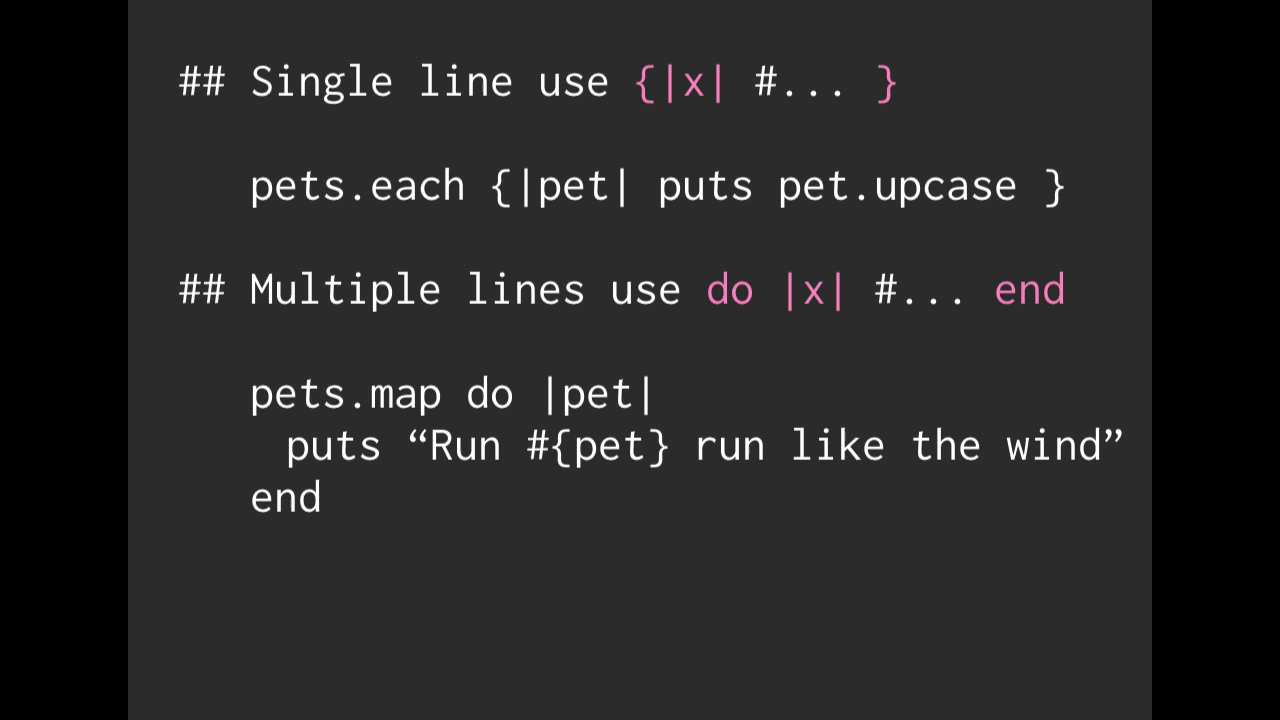 ## Single line use {|x| #... }
pets.each {|pet| puts pet.upcase }
## Multiple lines use do |x| #... end
pets.map do |pet|
puts “Run #{pet} run like the wind”
end